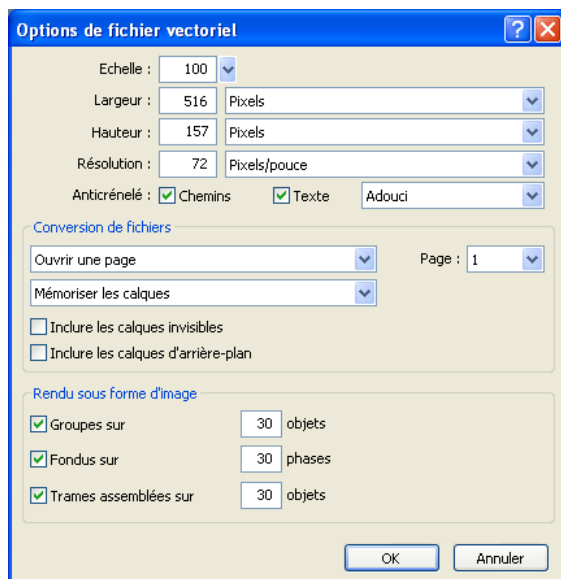 Options de fichier vectoriel
Echelle : 100
Largeur : 516 Pixels
Hauteur : 157 Pixels
Résolution : 72 Pixels/pouce
Anticrénelé : Chemins Texte Adouci
Conversion de fichiers
Ouvrir une page Page : 1
Mémoriser les calques
Inclure les calques invisibles
Inclure les calques d'arrière-plan
Rendu sous forme d'image
Groupes sur 30 objets
Fondus sur 30 phases
Trames assemblées sur 30 objets
OK Annuler